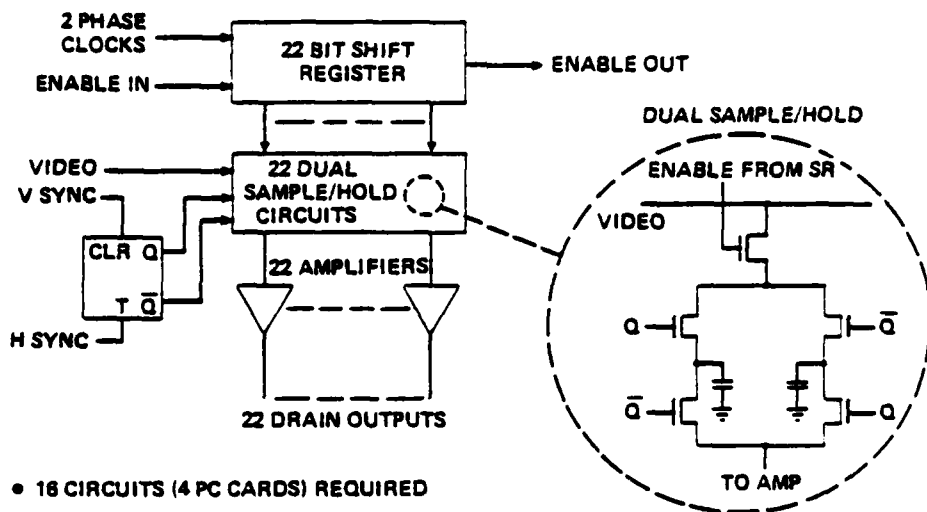 2 PHASE
CLOCKS
22 BIT SHIFT
REGISTER
ENABLE IN
ENABLE OUT
DUAL SAMPLE/HOLD
VIDEO
22 DUAL
SAMPLE/HOLD
CIRCUITS
ENABLE FROM SR
V SYNC
VIDEO
CLR Q
22 AMPLIFIERS
T Q̅
H SYNC
Q
Q̅
22 DRAIN OUTPUTS
Q̅
Q
TO AMP
• 16 CIRCUITS (4 PC CARDS) REQUIRED